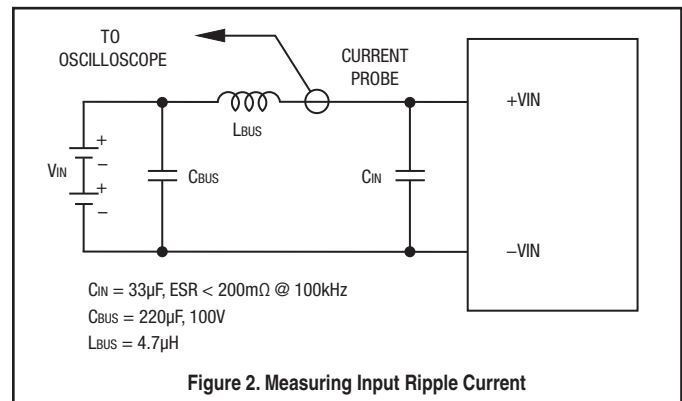 TO
OSCILLOSCOPE
CURRENT
PROBE
+VIN
LBUS
+
VIN
–
+
–
CBUS
CIN
–VIN
CIN = 33µF, ESR < 200mΩ @ 100kHz
CBUS = 220µF, 100V
LBUS = 4.7µH
Figure 2. Measuring Input Ripple Current